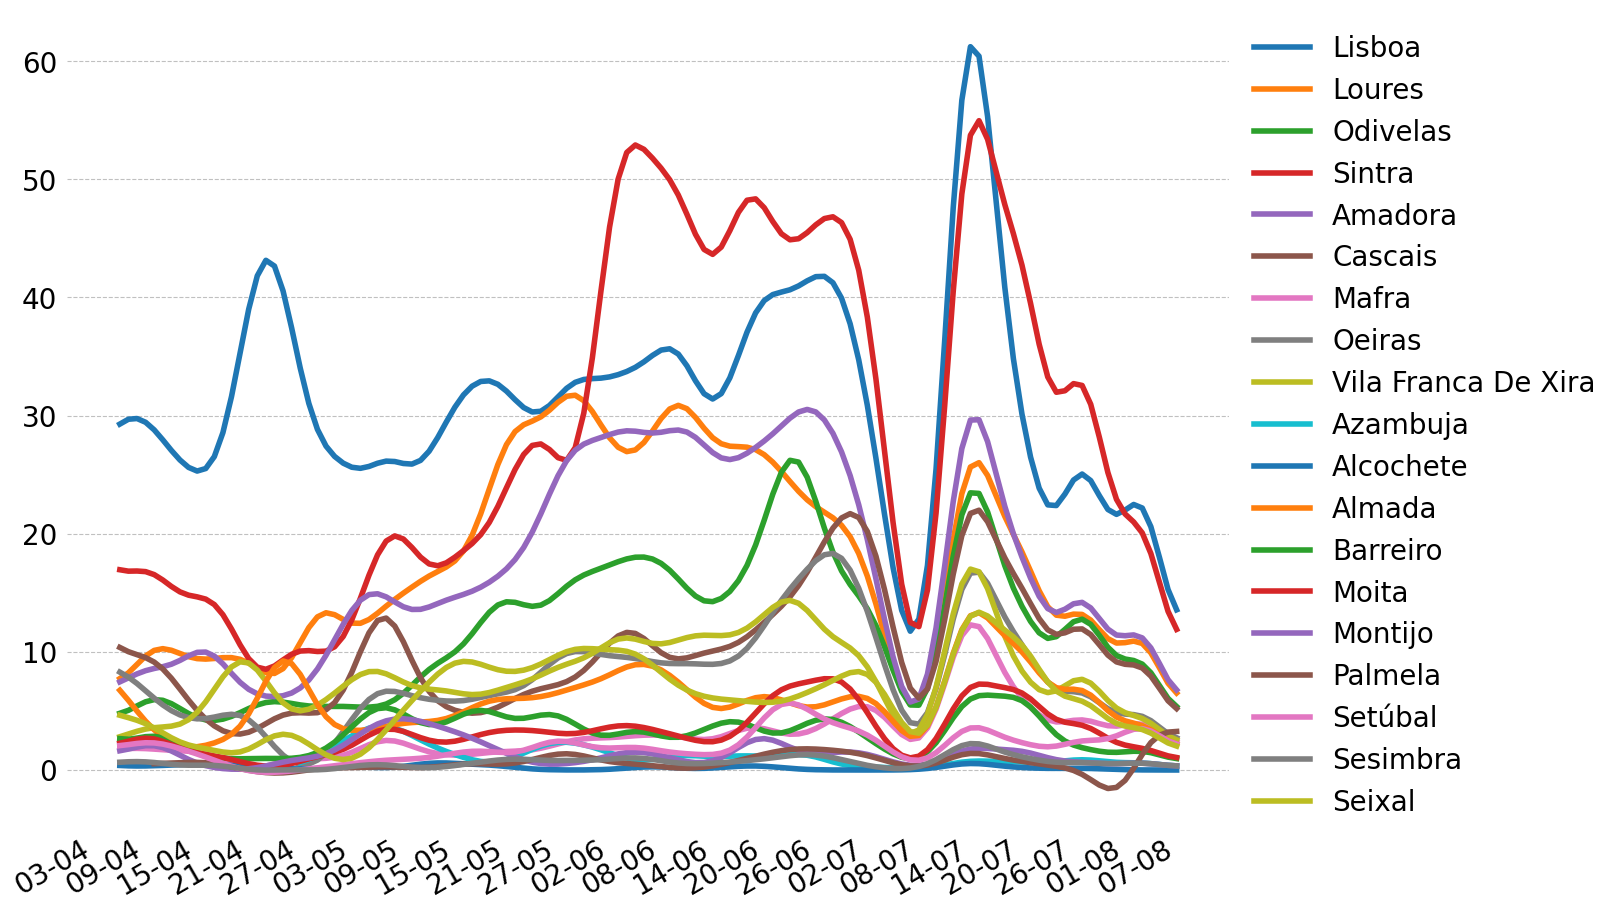 60
50
40
30
20
10
0
03-04
09-04
15-04
21-04
27-04
03-05
09-05
15-05
21-05
27-05
02-06
08-06
14-06
20-06
26-06
02-07
08-07
14-07
20-07
26-07
01-08
07-08
Lisboa
Loures
Odivelas
Sintra
Amadora
Cascais
Mafra
Oeiras
Vila Franca De Xira
Azambuja
Alcochete
Almada
Barreiro
Moita
Montijo
Palmela
Setúbal
Sesimbra
Seixal